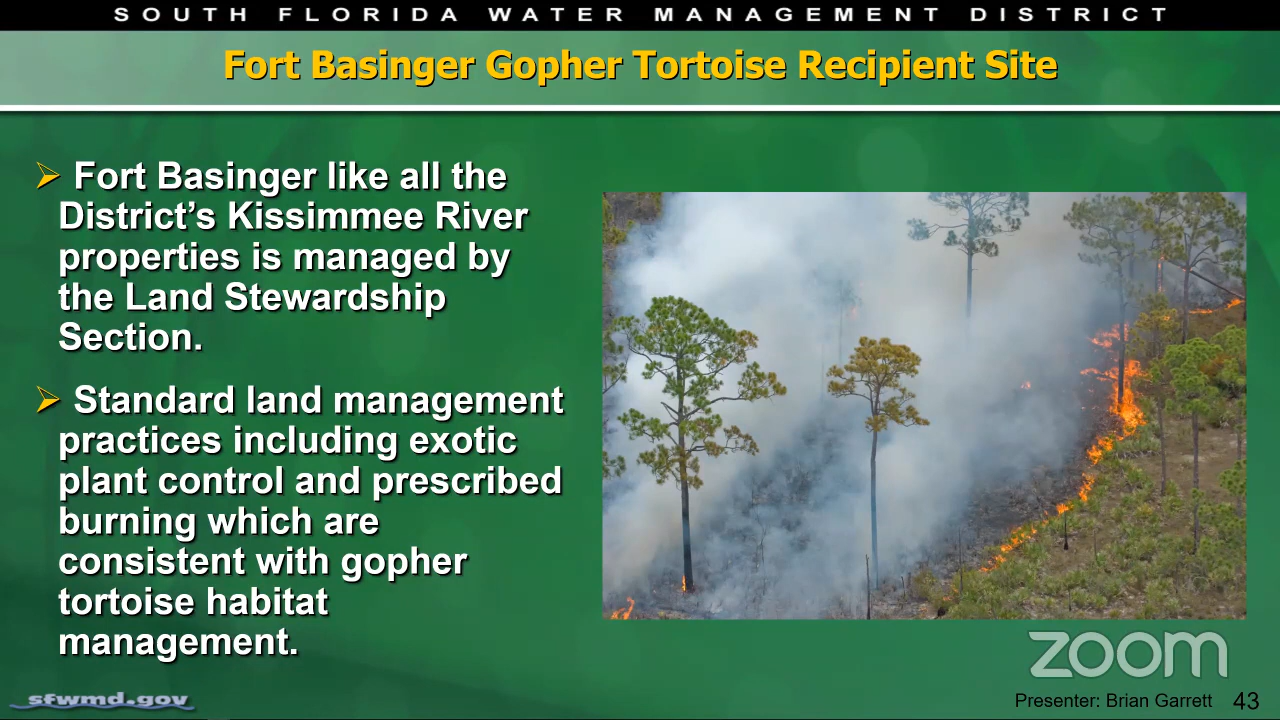 SOUTH FLORIDA WATER MANAGEMENT DISTRICT
Fort Basinger Gopher Tortoise Recipient Site
Fort Basinger like all the
District’s Kissimmee River
properties is managed by
the Land Stewardship
Section.
Standard land management
practices including exotic
plant control and prescribed
burning which are
consistent with gopher
tortoise habitat
management.
zoom
sfwmd.gov
Presenter: Brian Garrett 43